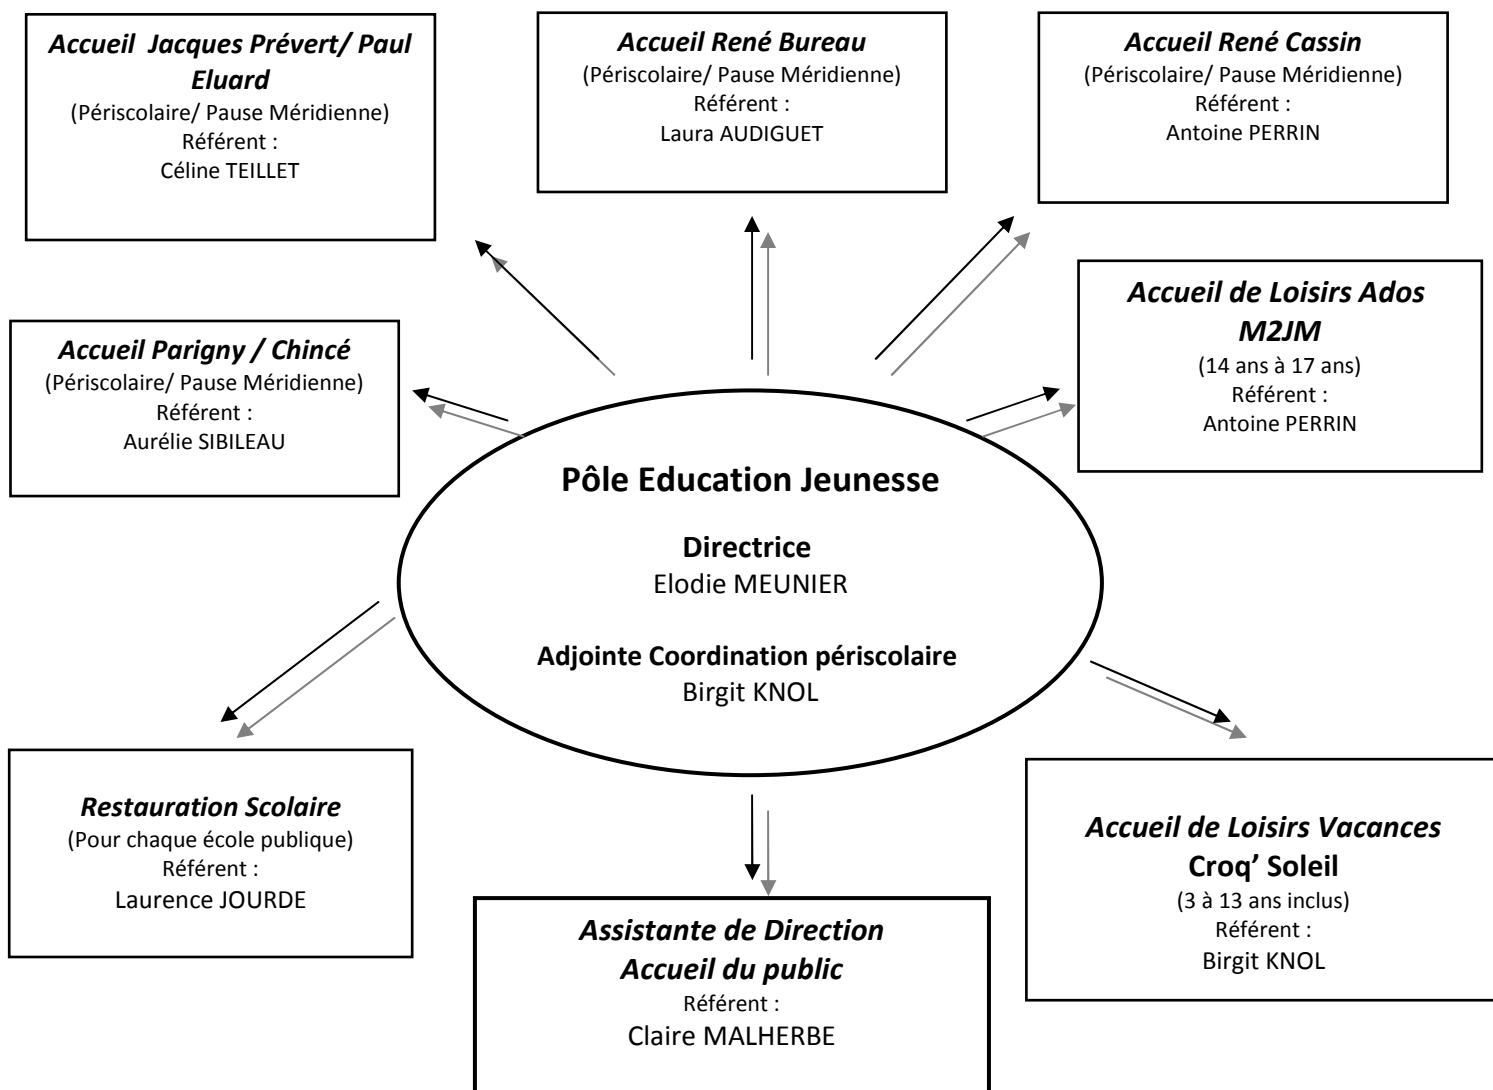 Accueil Jacques Prévert/ Paul
Eluard
(Périscolaire/ Pause Méridienne)
Référent :
Céline TEILLET
Accueil René Bureau
(Périscolaire/ Pause Méridienne)
Référent :
Laura AUDIGUET
Accueil René Cassin
(Périscolaire/ Pause Méridienne)
Référent :
Antoine PERRIN
Accueil Parigny / Chincé
(Périscolaire/ Pause Méridienne)
Référent :
Aurélie SIBILEAU
Accueil de Loisirs Ados
M2JM
(14 ans à 17 ans)
Référent :
Antoine PERRIN
Pôle Education Jeunesse
Directrice
Elodie MEUNIER
Adjointe Coordination périscolaire
Birgit KNOL
Restauration Scolaire
(Pour chaque école publique)
Référent :
Laurence JOURDE
Assistante de Direction
Accueil du public
Référent :
Claire MALHERBE
Accueil de Loisirs Vacances
Croq' Soleil
(3 à 13 ans inclus)
Référent :
Birgit KNOL